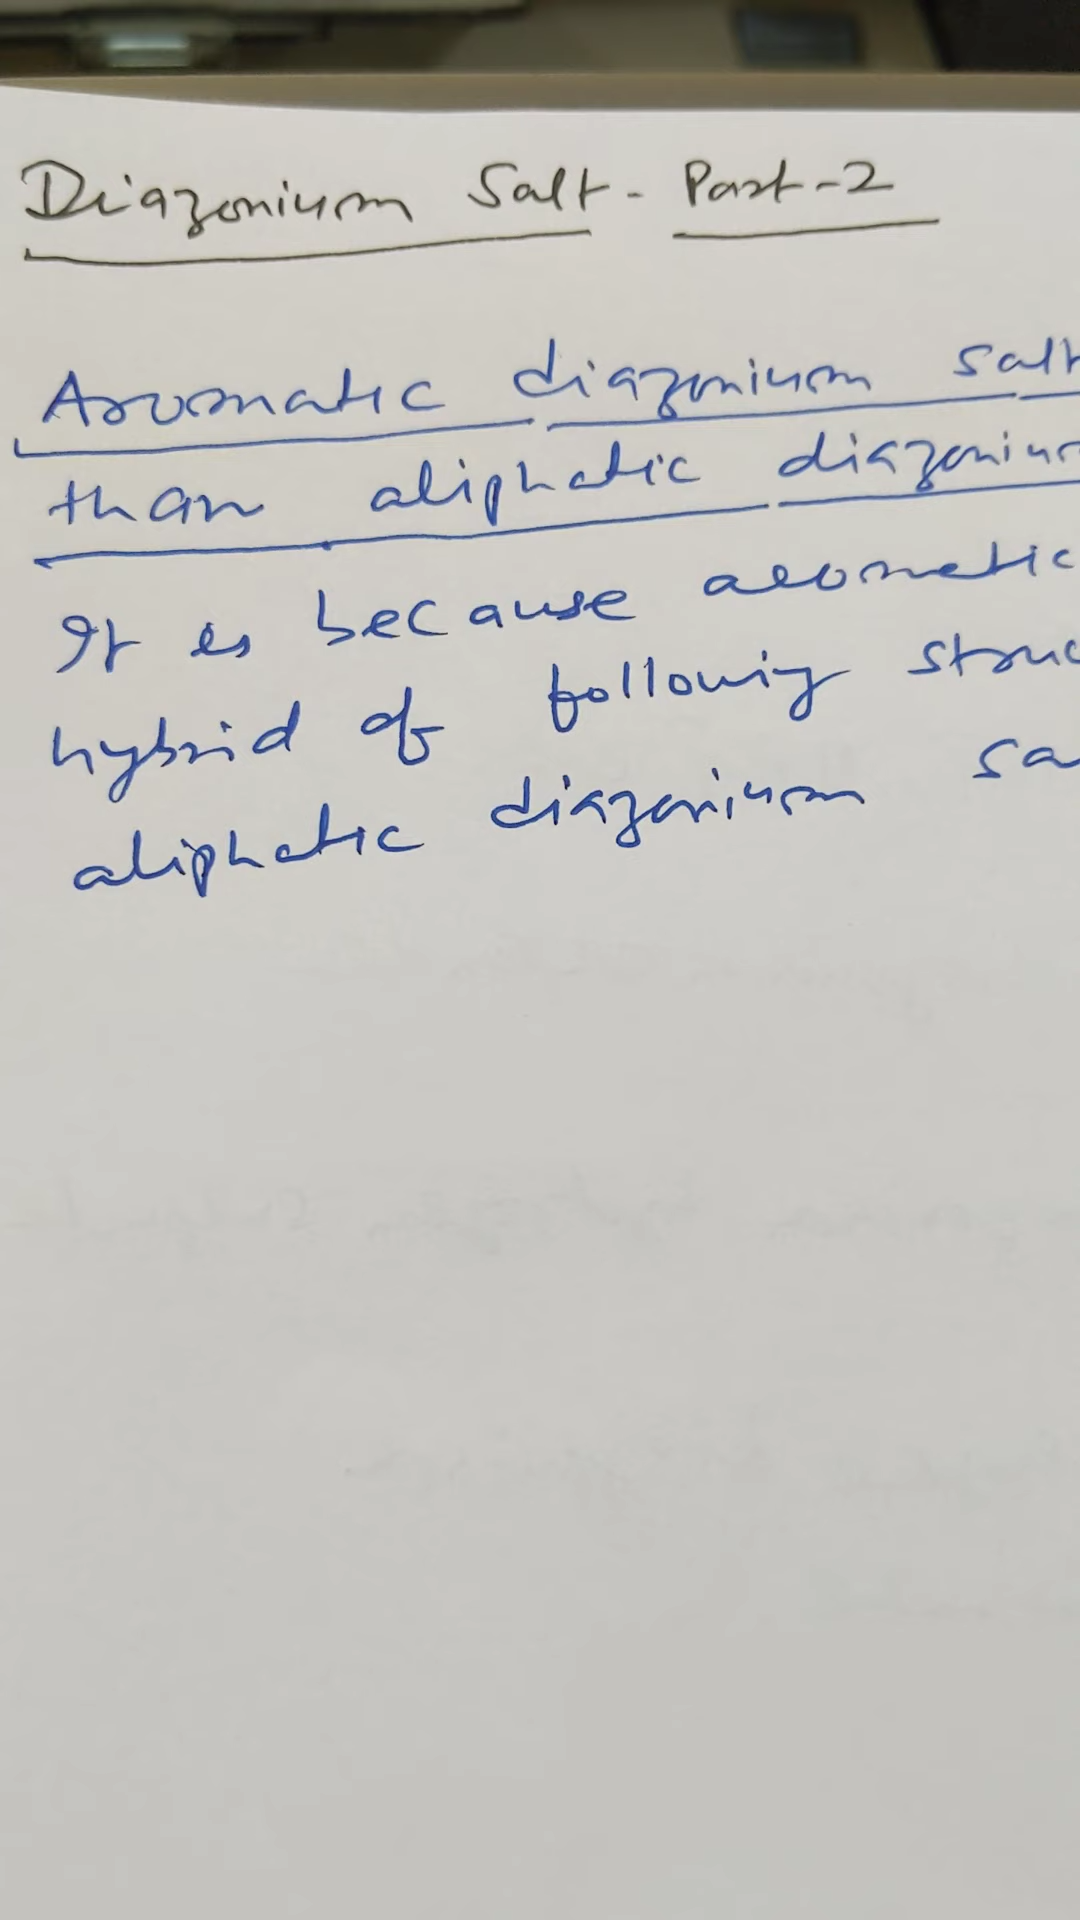 Diazonium Salt - Part-2
Aromatic diazonium salt
than aliphatic diazonium
It is because aromatic
hybrid of following struc
aliphatic diazonium sa